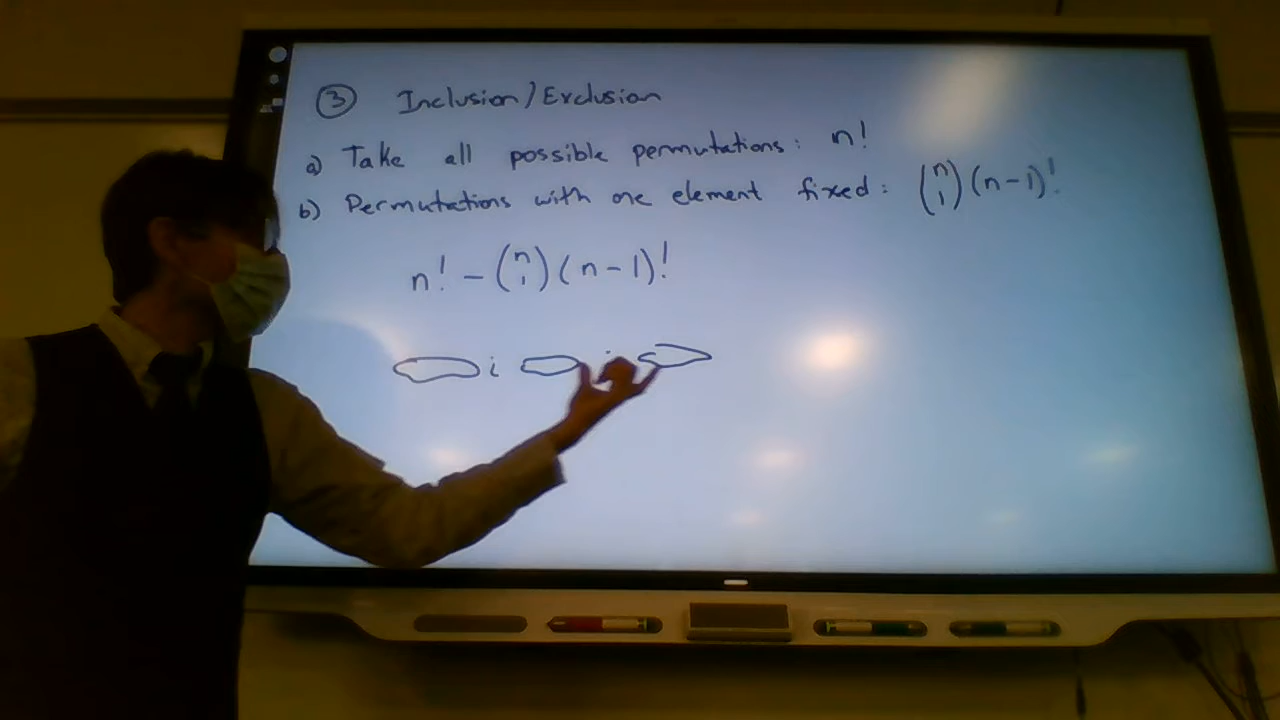 ③ Inclusion/Exclusion
a) Take all possible permutations: n!
b) Permutations with one element fixed: (n 1)(n-1)!
n! - (n 1)(n-1)!
i